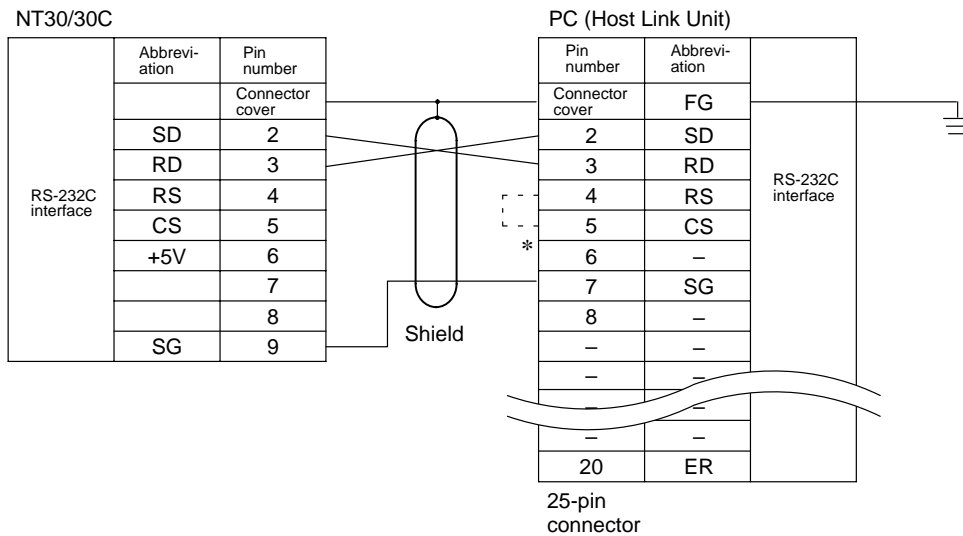 NT30/30C
PC (Host Link Unit)
Abbrevi-
ation
Pin
number
Connector
cover
SD 2
RD 3
RS 4
CS 5
+5V 6
7
8
SG 9
RS-232C
interface
Shield
*
Pin
number
Abbrevi-
ation
Connector
cover
FG
2 SD
3 RD
4 RS
5 CS
6 –
7 SG
8 –
– –
– –
– –
– –
20 ER
RS-232C
interface
25-pin
connector